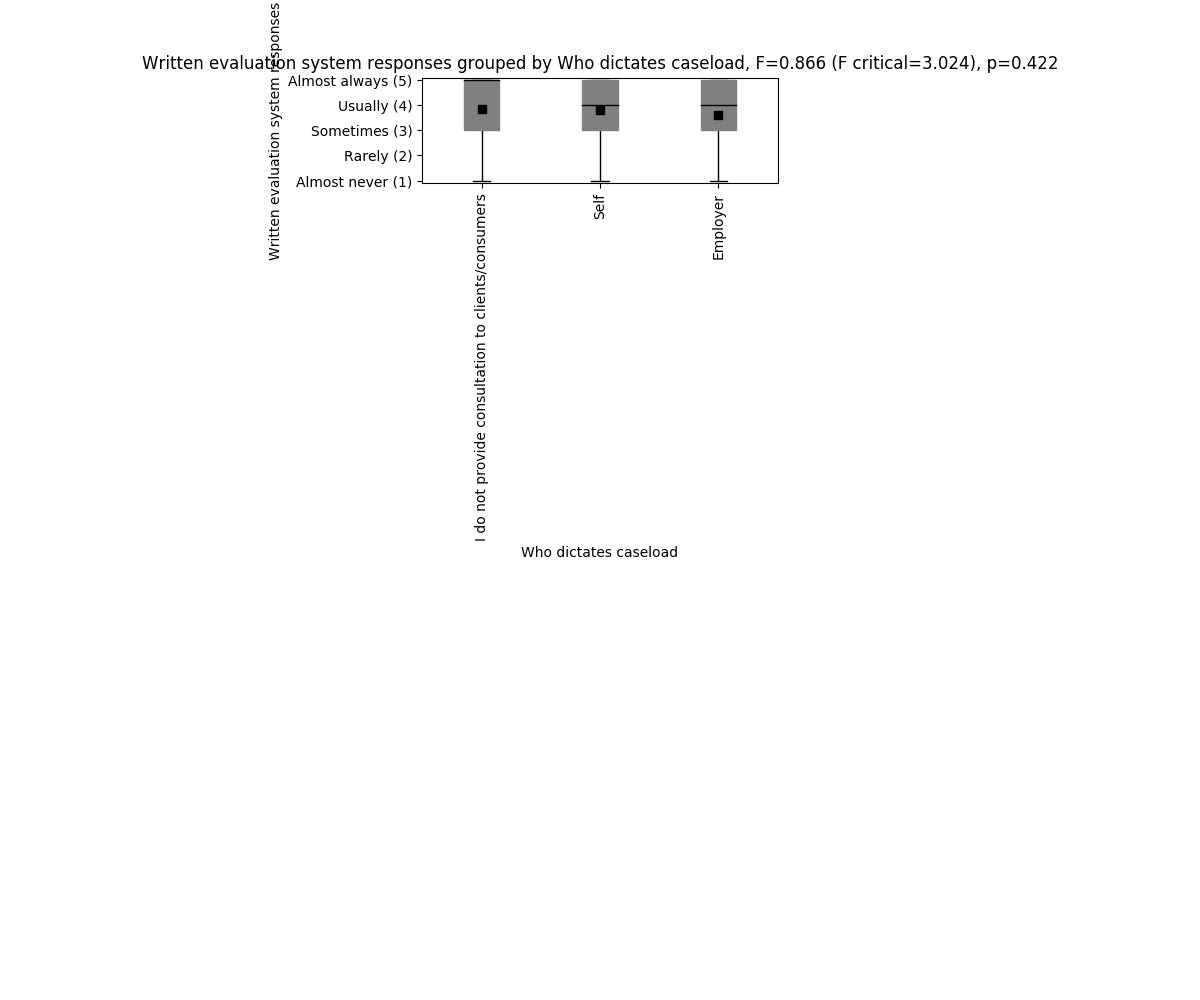 Written evaluation system responses grouped by Who dictates caseload, F=0.866 (F critical=3.024), p=0.422
Written evaluation system responses
Almost always (5)
Usually (4)
Sometimes (3)
Rarely (2)
Almost never (1)
I do not provide consultation to clients/consumers
Self
Employer
Who dictates caseload